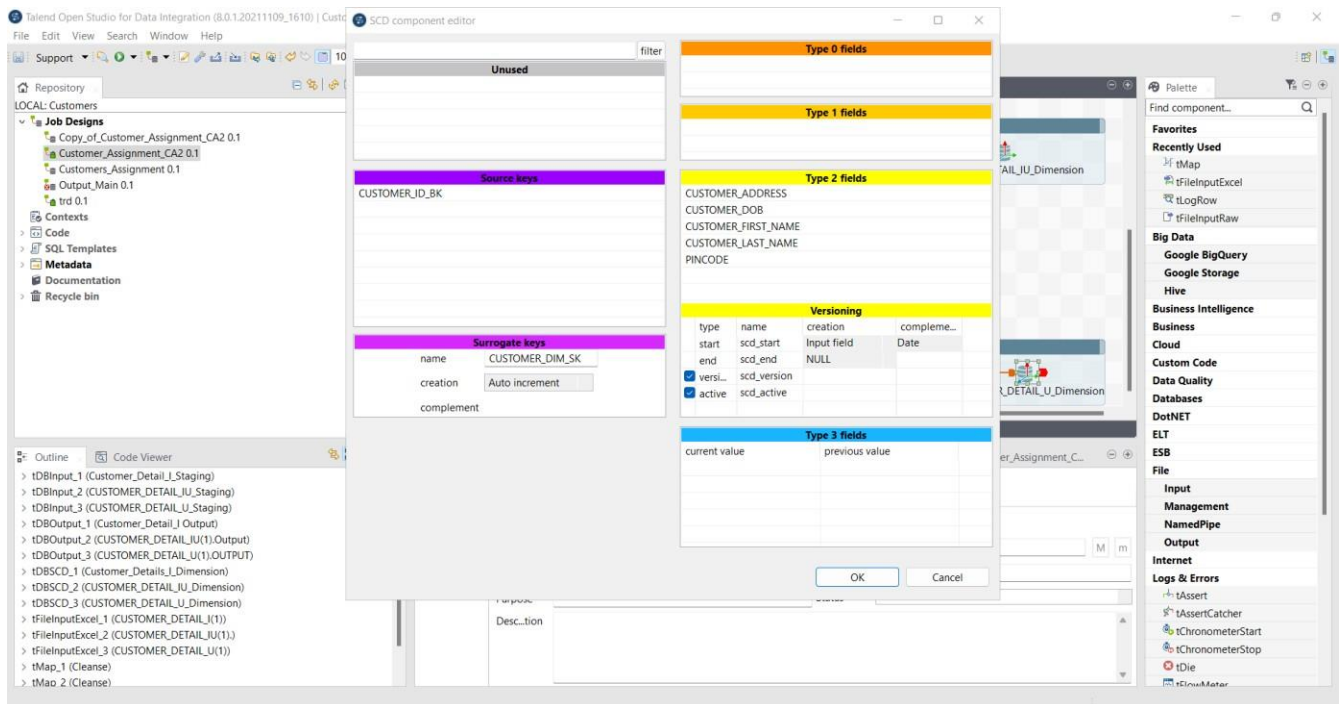 Talend Open Studio for Data Integration (8.0.1.20211109_1610) | Custo
File Edit View Search Window Help
Support
10
Repository
LOCAL: Customers
Job Designs
Copy_of_Customer_Assignment_CA2 0.1
Customer_Assignment_CA2 0.1
Customers_Assignment 0.1
Output_Main 0.1
trd 0.1
Contexts
Code
SQL Templates
Metadata
Documentation
Recycle bin
Outline Code Viewer
tDBInput_1 (Customer_Detail_I_Staging)
tDBInput_2 (CUSTOMER_DETAIL_IU_Staging)
tDBInput_3 (CUSTOMER_DETAIL_U_Staging)
tDBOutput_1 (Customer_Detail_I Output)
tDBOutput_2 (CUSTOMER_DETAIL_IU(1).Output)
tDBOutput_3 (CUSTOMER_DETAIL_U(1).OUTPUT)
tDBSCD_1 (Customer_Details_I_Dimension)
tDBSCD_2 (CUSTOMER_DETAIL_IU_Dimension)
tDBSCD_3 (CUSTOMER_DETAIL_U_Dimension)
tFileInputExcel_1 (CUSTOMER_DETAIL_I(1))
tFileInputExcel_2 (CUSTOMER_DETAIL_IU(1).)
tFileInputExcel_3 (CUSTOMER_DETAIL_U(1))
tMap_1 (Cleanse)
tMap_2 (Cleanse)
SCD component editor
filter
Unused
Source keys
CUSTOMER_ID_BK
Surrogate keys
name CUSTOMER_DIM_SK
creation Auto increment
complement
Type 0 fields
Type 1 fields
Type 2 fields
CUSTOMER_ADDRESS
CUSTOMER_DOB
CUSTOMER_FIRST_NAME
CUSTOMER_LAST_NAME
PINCODE
Versioning
type name creation compleme...
start scd_start Input field Date
end scd_end NULL
versi... scd_version
active scd_active
Type 3 fields
current value previous value
OK Cancel
AIL_IU_Dimension
R_DETAIL_U_Dimension
er_Assignment_C...
M m
Desc...tion
Palette
Find component...
Favorites
Recently Used
tMap
tFileInputExcel
tLogRow
tFileInputRaw
Big Data
Google BigQuery
Google Storage
Hive
Business Intelligence
Business
Cloud
Custom Code
Data Quality
Databases
DotNET
ELT
ESB
File
Input
Management
NamedPipe
Output
Internet
Logs & Errors
tAssert
tAssertCatcher
tChronometerStart
tChronometerStop
tDie
tFlowMeter